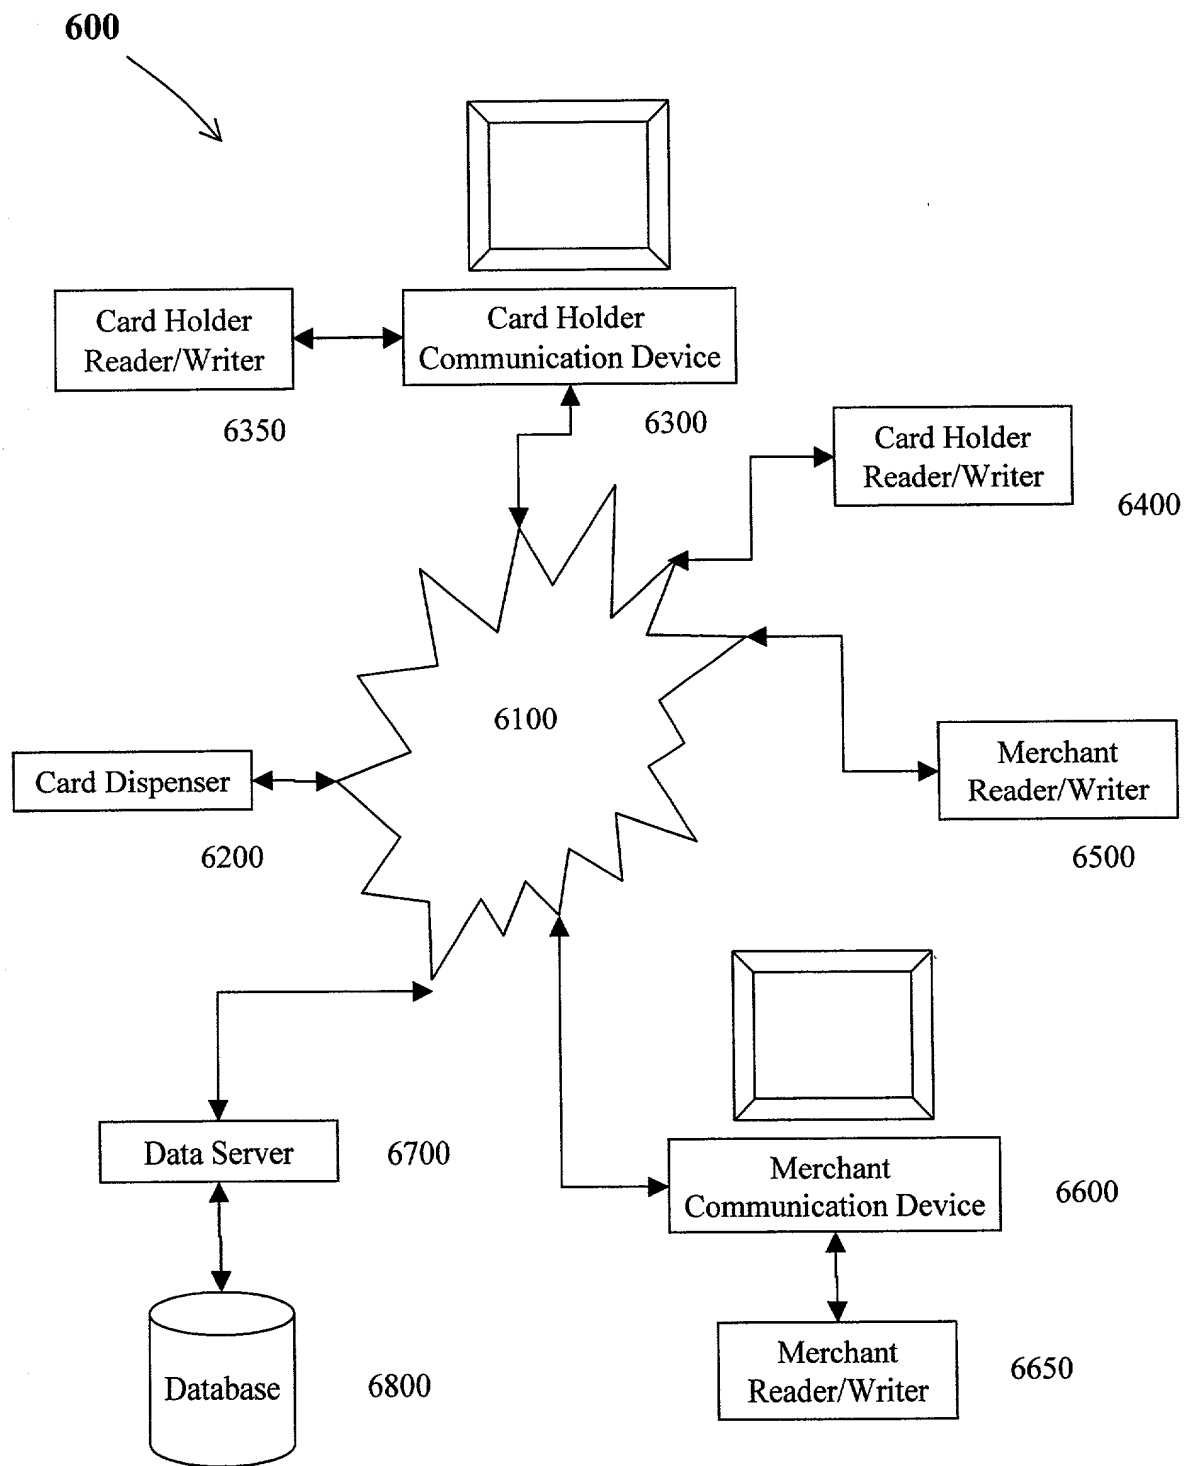 600
Card Holder
Reader/Writer
6350
Card Holder
Communication Device
6300
Card Holder
Reader/Writer
6400
6100
Card Dispenser
6200
Merchant
Reader/Writer
6500
Data Server
6700
Merchant
Communication Device
6600
Database
6800
Merchant
Reader/Writer
6650